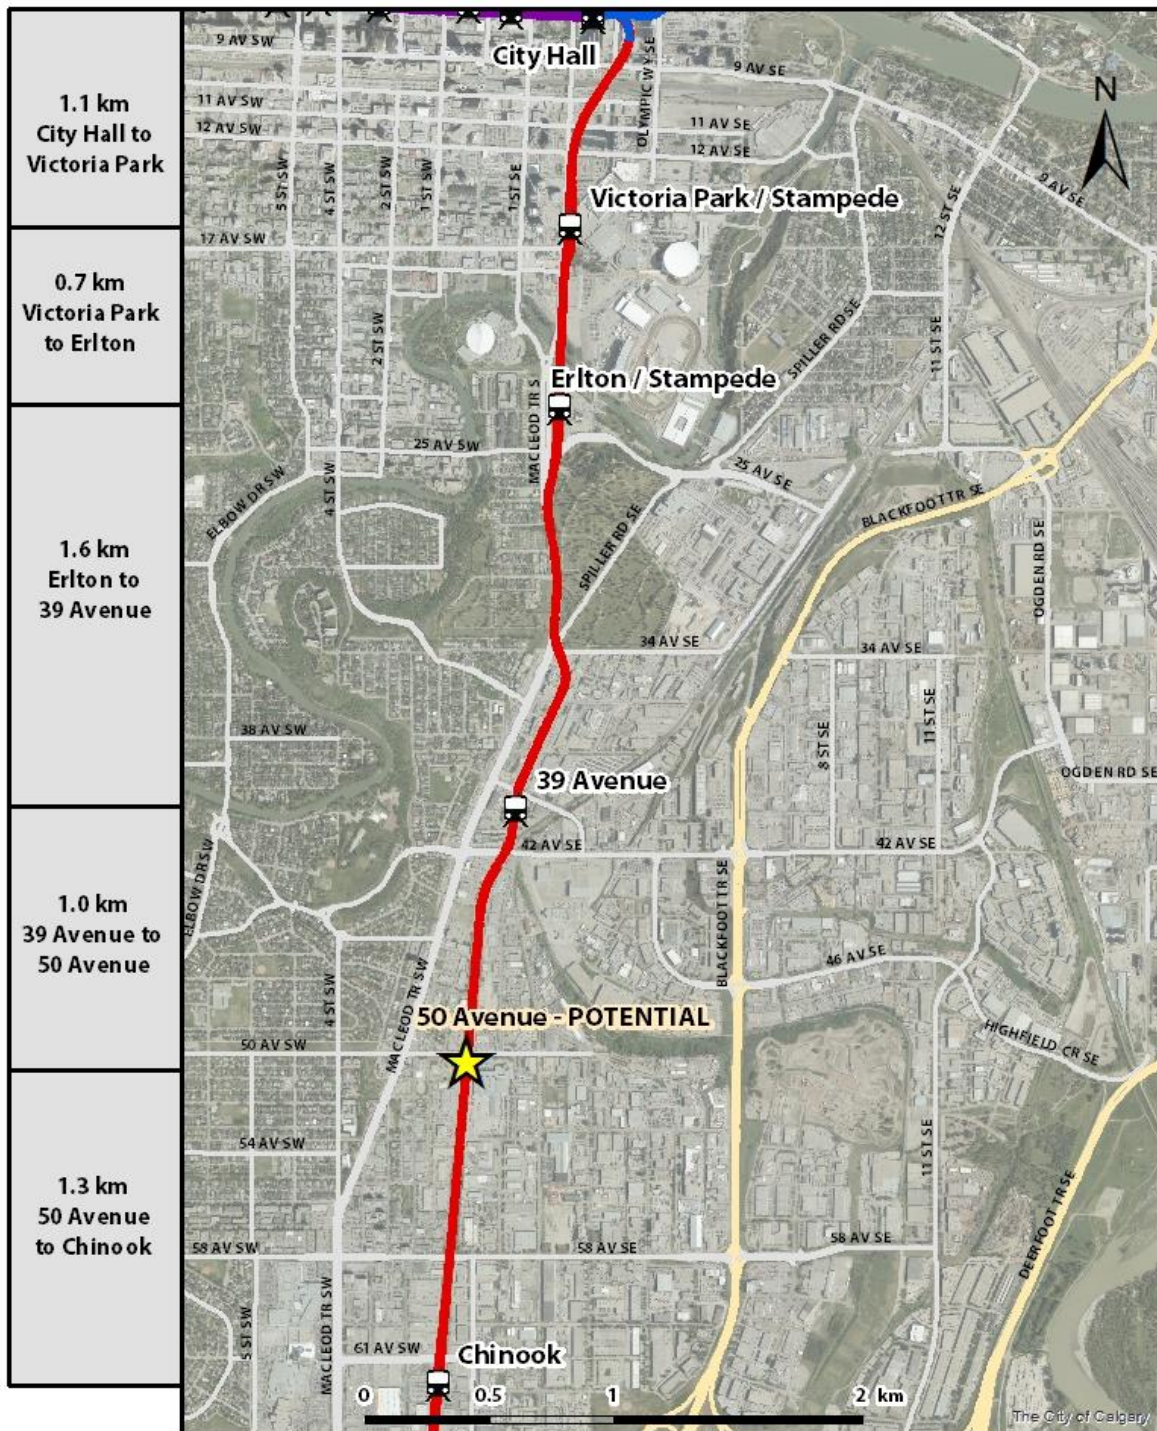 1.1 km
City Hall to
Victoria Park
0.7 km
Victoria Park
to Erlton
1.6 km
Erlton to
39 Avenue
1.0 km
39 Avenue to
50 Avenue
1.3 km
50 Avenue
to Chinook
City Hall
9 AV SW
OLYMPIC WY SE
9 AV SE
N
11 AV SW
12 AV SW
11 AV SE
12 AV SE
9 AV SE
5 ST SW
4 ST SW
2 ST SW
1 ST SW
1 ST SE
12 ST SE
Victoria Park / Stampede
17 AV SW
2 ST SW
SPILLER RD SE
11 ST SE
Erlton / Stampede
MACLEOD TR S
25 AV SW
25 AV SE
ELBOW DR SW
4 ST SW
BLACKFOOT TR SE
SPILLER RD SE
OGDEN RD SE
34 AV SE
34 AV SE
38 AV SW
8 ST SE
11 ST SE
39 Avenue
OGDEN RD SE
42 AV SE
42 AV SE
ELBOW DR SW
BLACKFOOT TR SE
46 AV SE
4 ST SW
MACLEOD TR SW
50 Avenue - POTENTIAL
50 AV SW
HIGHFIELD CR SE
54 AV SW
11 ST SE
58 AV SW
58 AV SE
58 AV SE
DEERFOOT TR SE
5 ST SW
MACLEOD TR SW
61 AV SW
Chinook
0 0.5 1 2 km
The City of Calgary